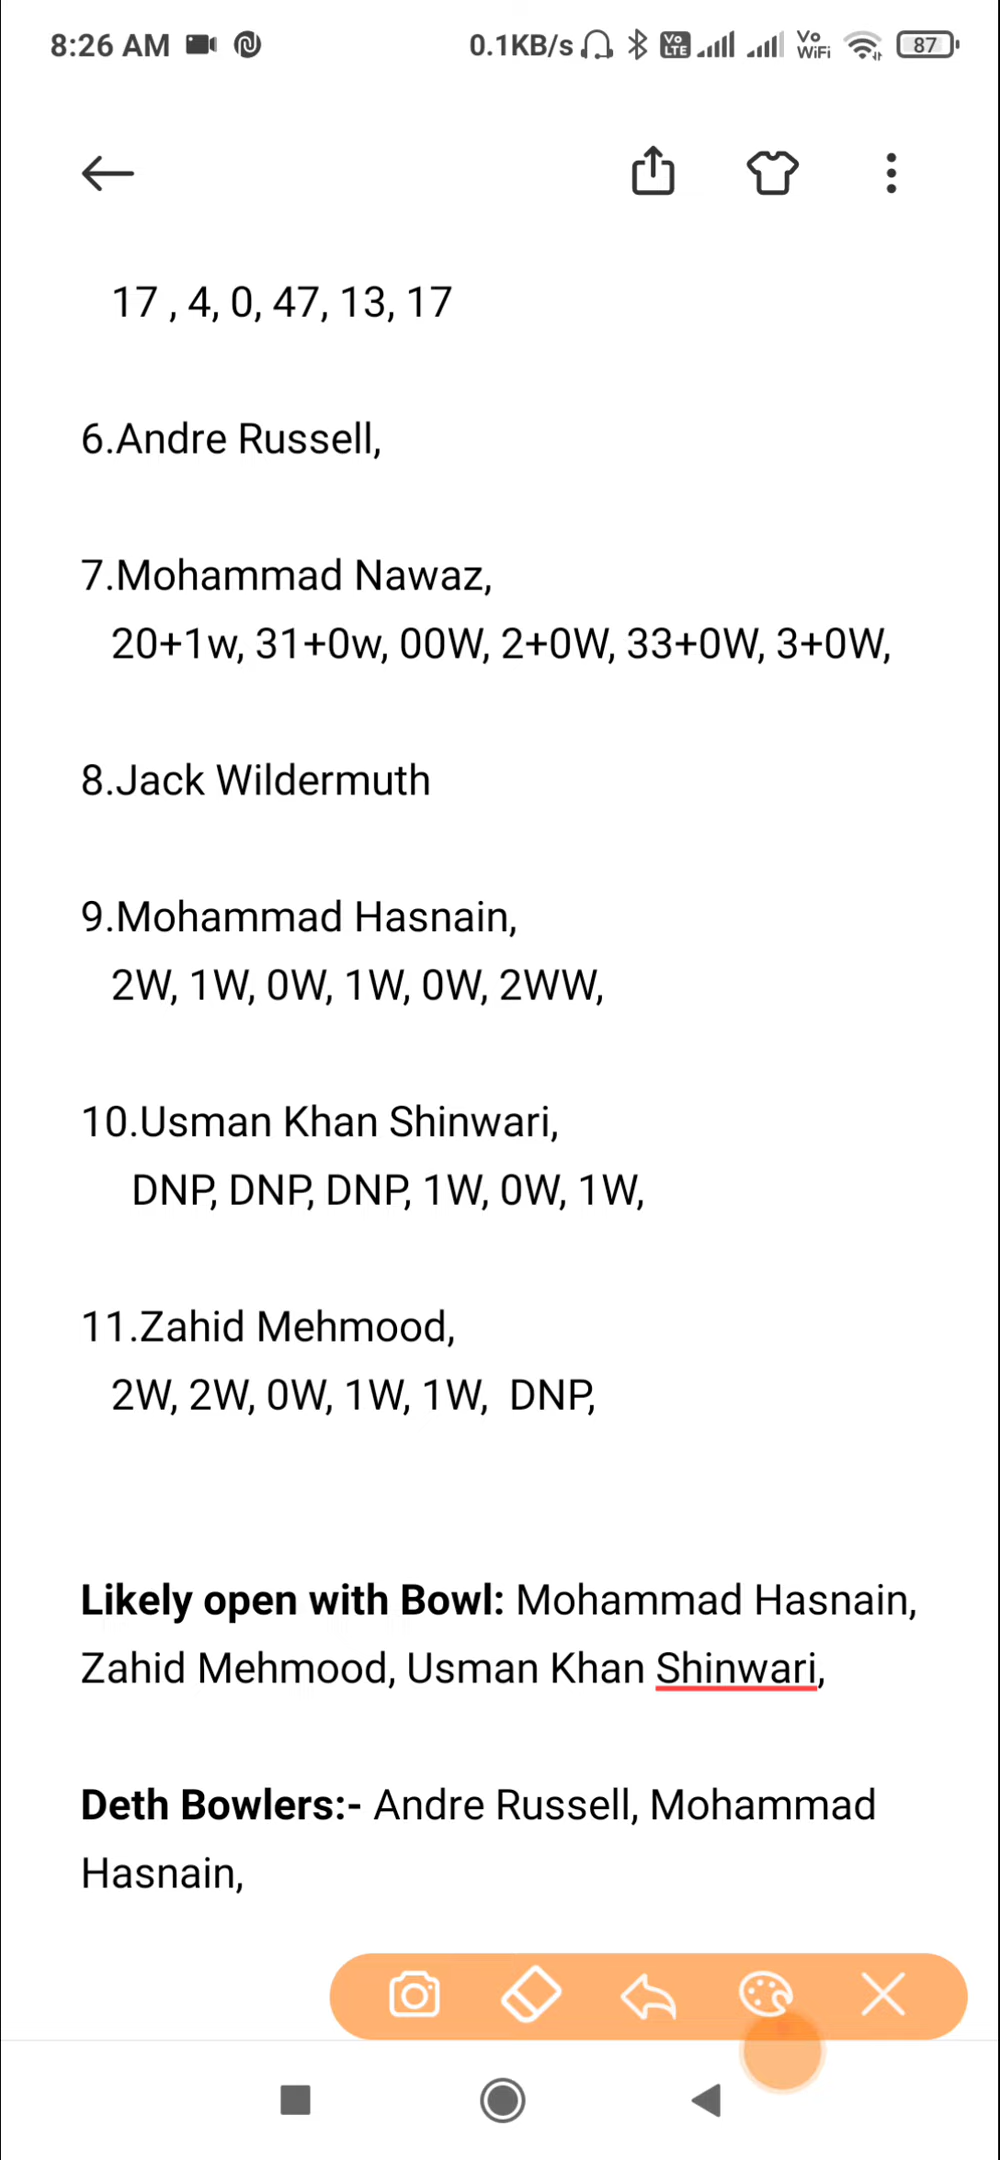 8:26 AM 0.1KB/s Vo LTE Vo WiFi 87
17 , 4, 0, 47, 13, 17
6.Andre Russell,
7.Mohammad Nawaz,
20+1w, 31+0w, 00W, 2+0W, 33+0W, 3+0W,
8.Jack Wildermuth
9.Mohammad Hasnain,
2W, 1W, 0W, 1W, 0W, 2WW,
10.Usman Khan Shinwari,
DNP, DNP, DNP, 1W, 0W, 1W,
11.Zahid Mehmood,
2W, 2W, 0W, 1W, 1W, DNP,
Likely open with Bowl: Mohammad Hasnain,
Zahid Mehmood, Usman Khan Shinwari,
Deth Bowlers:- Andre Russell, Mohammad
Hasnain,